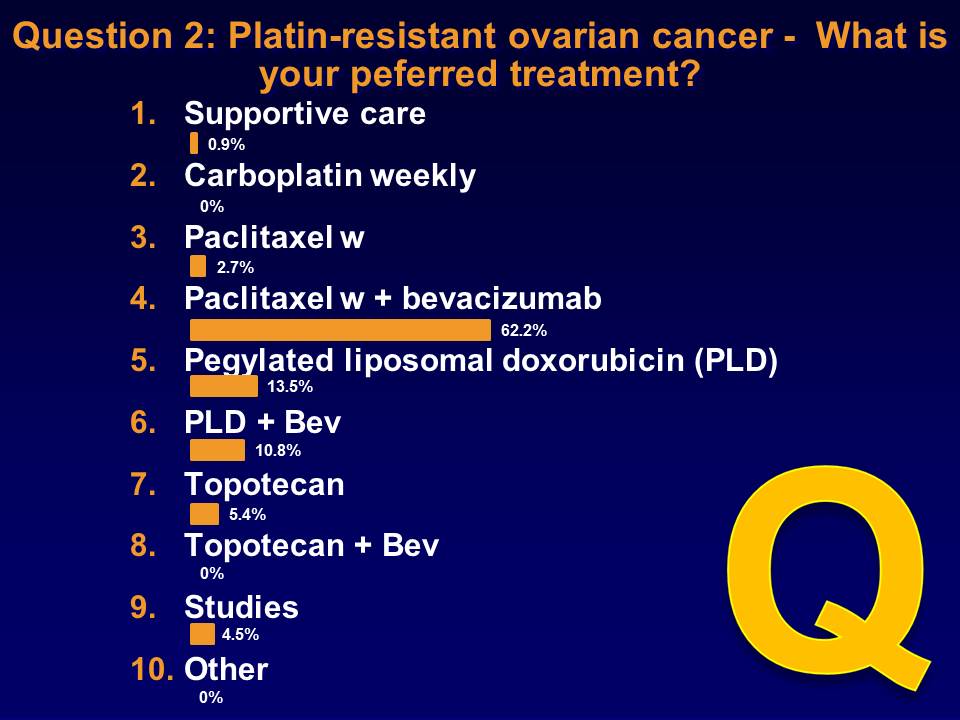 Question 2: Platin-resistant ovarian cancer -  What is
your peferred treatment?
1. Supportive care
0.9%
2. Carboplatin weekly
0%
3. Paclitaxel w
2.7%
4. Paclitaxel w + bevacizumab
62.2%
5. Pegylated liposomal doxorubicin (PLD)
13.5%
6. PLD + Bev
10.8%
7. Topotecan
5.4%
8. Topotecan + Bev
0%
9. Studies
4.5%
10. Other
0%
Q